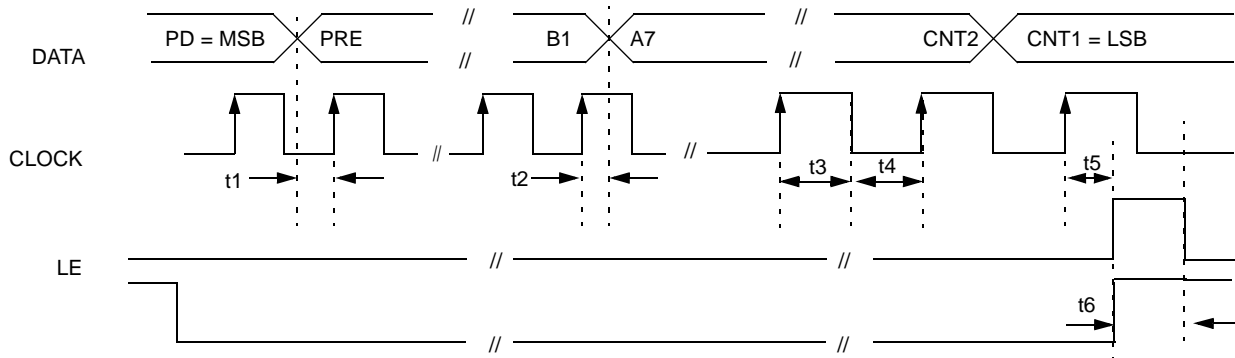 DATA PD = MSB PRE // // B1 A7 // // CNT2 CNT1 = LSB
CLOCK // //
t1 t2 t3 t4 t5
LE // //
t6
// //